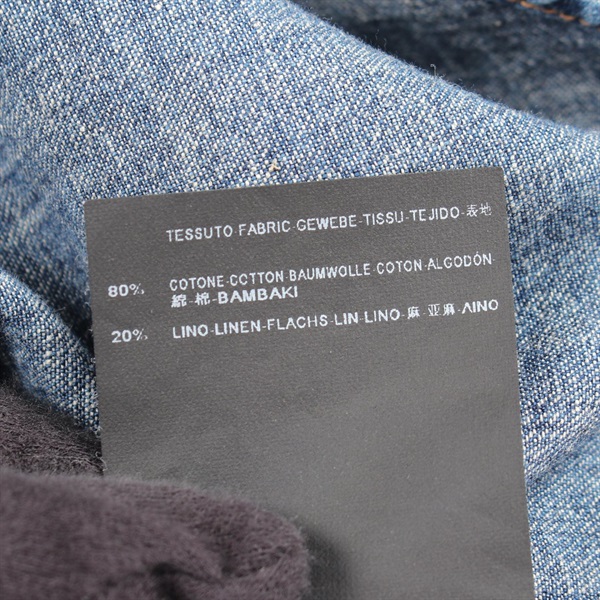 TESSUTO-FABRIC-GEWEBE-TISSU-TEJIDO-表地
80% COTONE-COTTON-BAUMWOLLE-COTON-ALGODÓN
綿-棉-BAMBAKI
20% LINO-LINEN-FLACHS-LIN-LINO-麻-亚麻-ΛINO